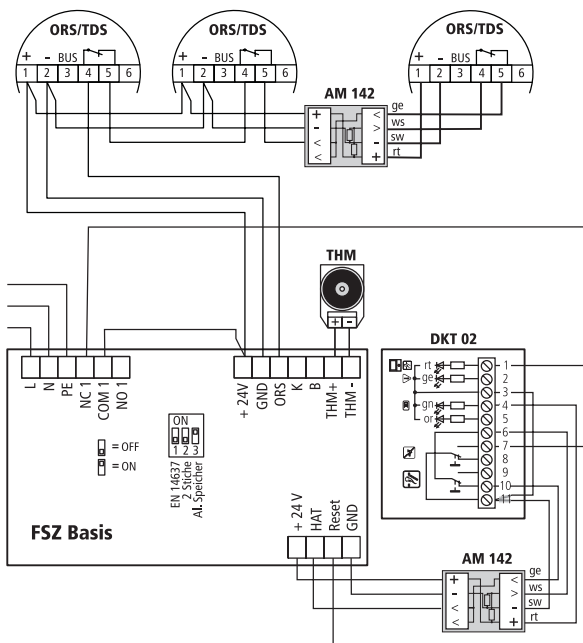 ORS/TDS ORS/TDS ORS/TDS
+ - BUS + - BUS + - BUS
1 2 3 4 5 6 1 2 3 4 5 6 1 2 3 4 5 6
AM 142
+ < ge
- > ws
< - sw
< + rt
THM
+ -
DKT 02
rt 1
ge 2
3
gn 4
or 5
6
7
8
9
10
11
L N PE NC 1 COM 1 NO 1
+ 24V GND ORS K B THM+ THM -
ON
1 2 3
= OFF
= ON
EN 14637
2 Stiche
Al. Speicher
FSZ Basis
+ 24 V HAT Reset GND
AM 142
+ < ge
- > ws
< - sw
< + rt